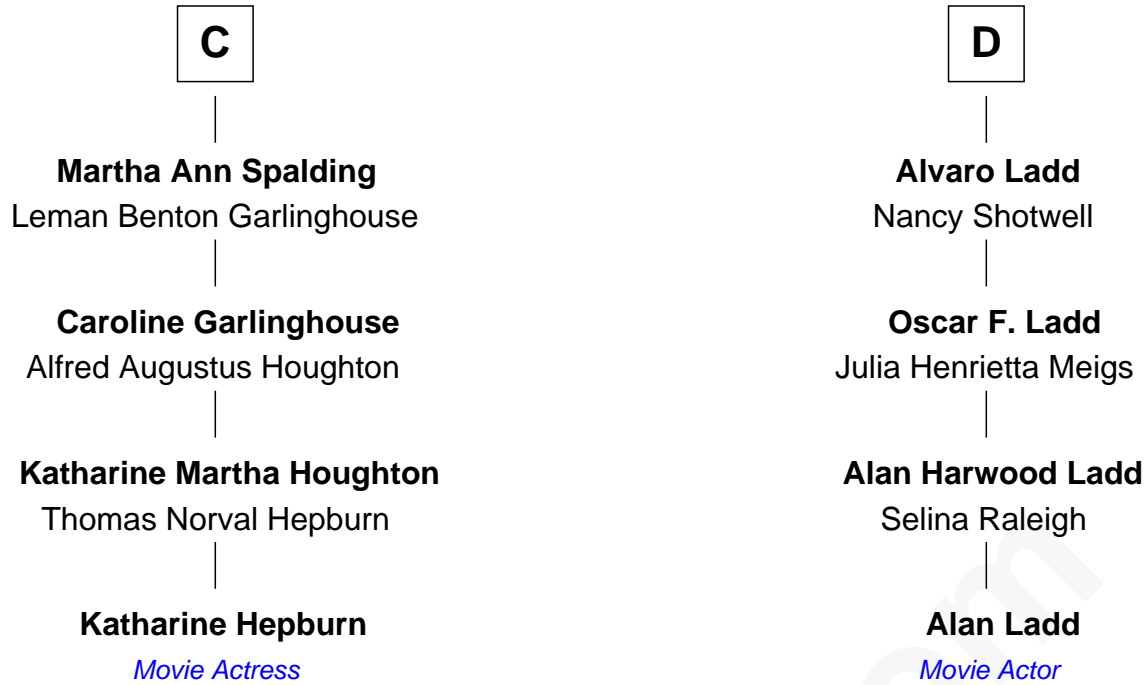 C
D
Martha Ann Spalding
Leman Benton Garlinghouse
Alvaro Ladd
Nancy Shotwell
Caroline Garlinghouse
Alfred Augustus Houghton
Oscar F. Ladd
Julia Henrietta Meigs
Katharine Martha Houghton
Thomas Norval Hepburn
Alan Harwood Ladd
Selina Raleigh
Katharine Hepburn
Movie Actress
Alan Ladd
Movie Actor